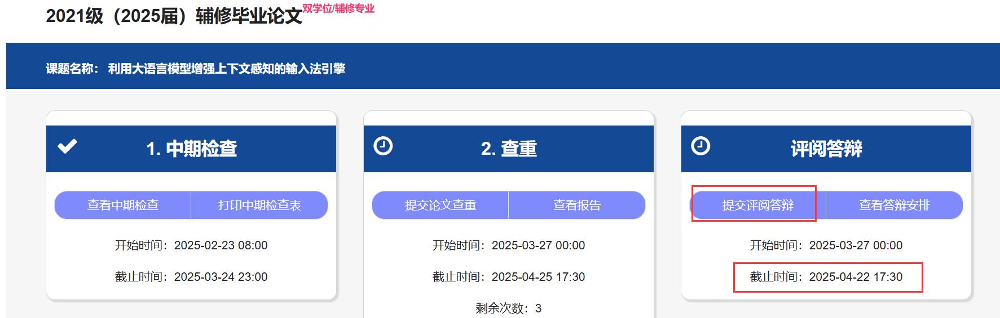 2021级（2025届）辅修毕业论文双学位/辅修专业
课题名称： 利用大语言模型增强上下文感知的输入法引擎
1. 中期检查
查看中期检查 打印中期检查表
开始时间：2025-02-23 08:00
截止时间：2025-03-24 23:00
2. 查重
提交论文查重 查看报告
开始时间：2025-03-27 00:00
截止时间：2025-04-25 17:30
剩余次数：3
评阅答辩
提交评阅答辩 查看答辩安排
开始时间：2025-03-27 00:00
截止时间：2025-04-22 17:30